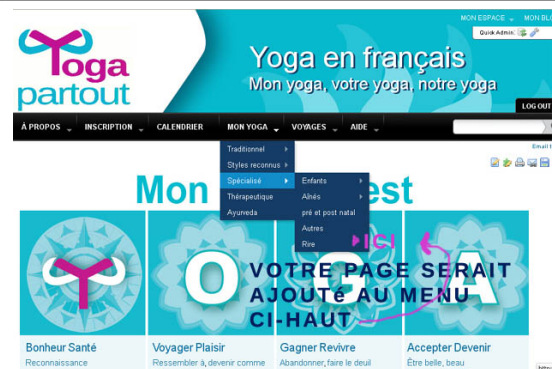 MON ESPACE MON BL
Quick Admin:
Yoga
partout
Yoga en français
Mon yoga, votre yoga, notre yoga
LOG OUT
À PROPOS INSCRIPTION CALENDRIER MON YOGA VOYAGES AIDE
Email
Traditionnel
Styles reconnus
Spécialisé
Thérapeutique
Ayurveda
Enfants
Aînés
pré et post natal
Autres
Rire
Mon est
ICI
O G A
VOTRE PAGE SERAIT
AJOUTé AU MENU
CI-HAUT
Bonheur Santé
Reconnaissance
Voyager Plaisir
Ressembler à, devenir comme
Gagner Revivre
Abandonner, faire le deuil
Accepter Devenir
Être belle, beau
http